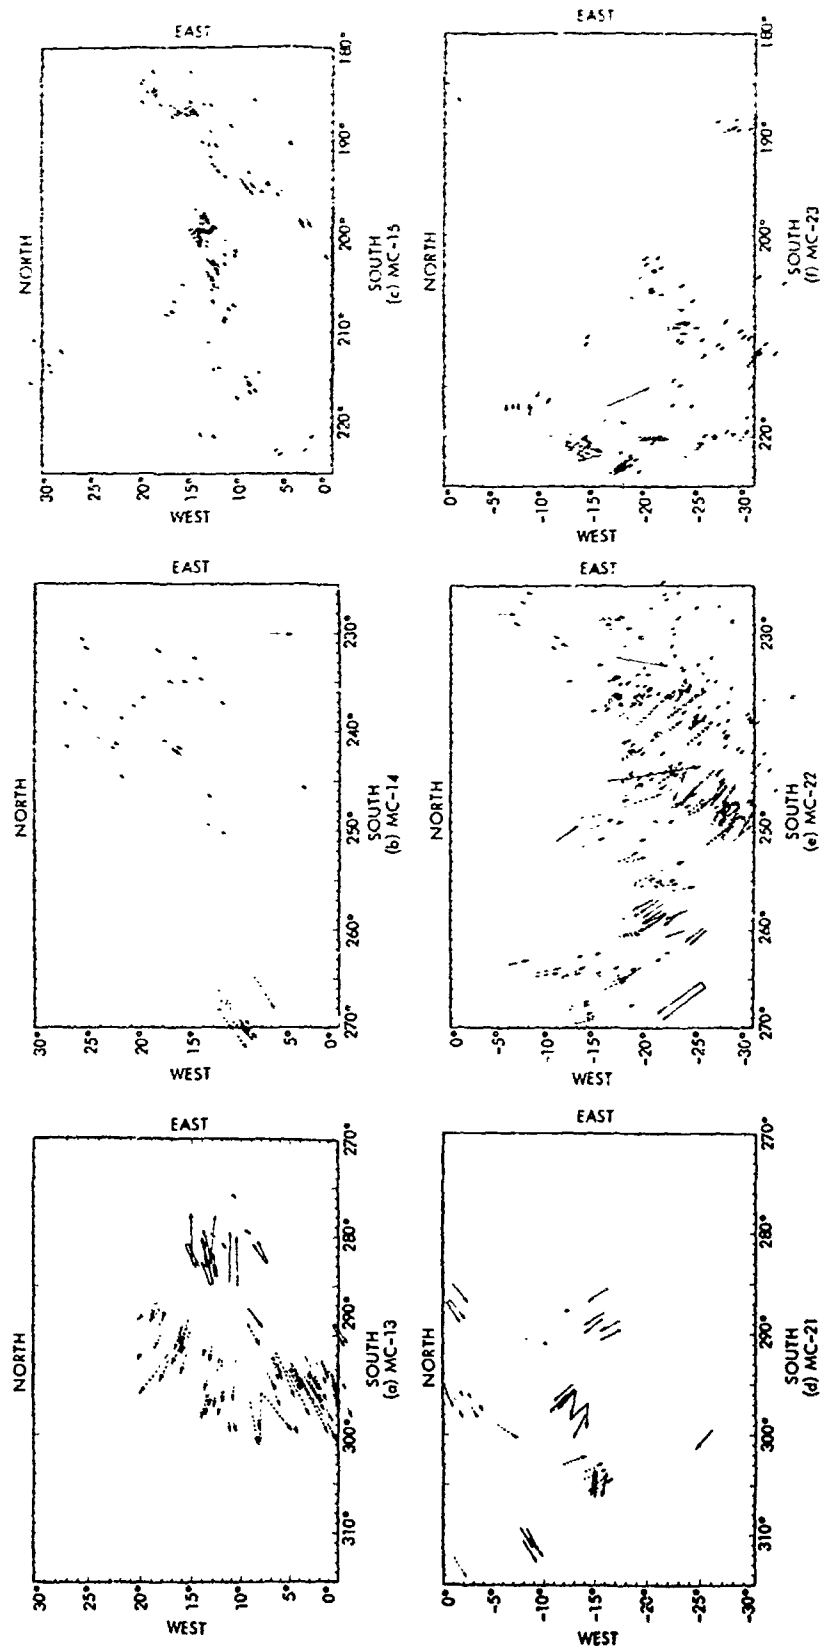 NORTH
30°
25°
20°
15°
10°
5°
0°
WEST
EAST
310° 300° 290° 280° 270°
SOUTH
(a) MC-13
NORTH
30°
25°
20°
15°
10°
5°
0°
WEST
EAST
270° 260° 250° 240° 230°
SOUTH
(b) MC-14
NORTH
30°
25°
20°
15°
10°
5°
0°
WEST
EAST
220° 210° 200° 190° 180°
SOUTH
(c) MC-15
NORTH
0°
-5°
-10°
-15°
-20°
-25°
-30°
WEST
EAST
310° 300° 290° 280° 270°
SOUTH
(d) MC-21
NORTH
0°
-5°
-10°
-15°
-20°
-25°
-30°
WEST
EAST
270° 260° 250° 240° 230°
SOUTH
(e) MC-22
NORTH
0°
-5°
-10°
-15°
-20°
-25°
-30°
WEST
EAST
220° 210° 200° 190° 180°
SOUTH
(f) MC-23